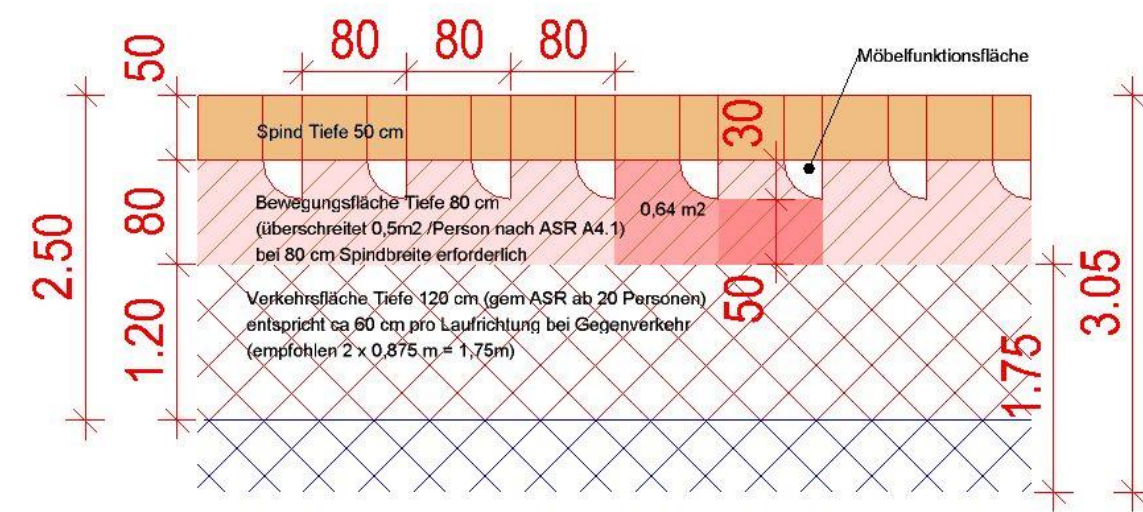 80
80
80
50
Möbelfunktionsfläche
30
Spind Tiefe 50 cm
Bewegungsfläche Tiefe 80 cm
(überschreitet 0,5m2 /Person nach ASR A4.1)
bei 80 cm Spindbreite erforderlich
0,64 m2
80
2.50
50
3.05
Verkehrsfläche Tiefe 120 cm (gem ASR ab 20 Personen)
entspricht ca 60 cm pro Laufrichtung bei Gegenverkehr
(empfohlen 2 x 0,875 m = 1,75m)
1.20
1.75